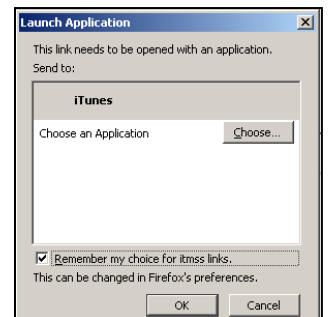 Launch Application
This link needs to be opened with an application.
Send to:
iTunes
Choose an Application
Choose...
Remember my choice for itmss links.
This can be changed in Firefox's preferences.
OK Cancel